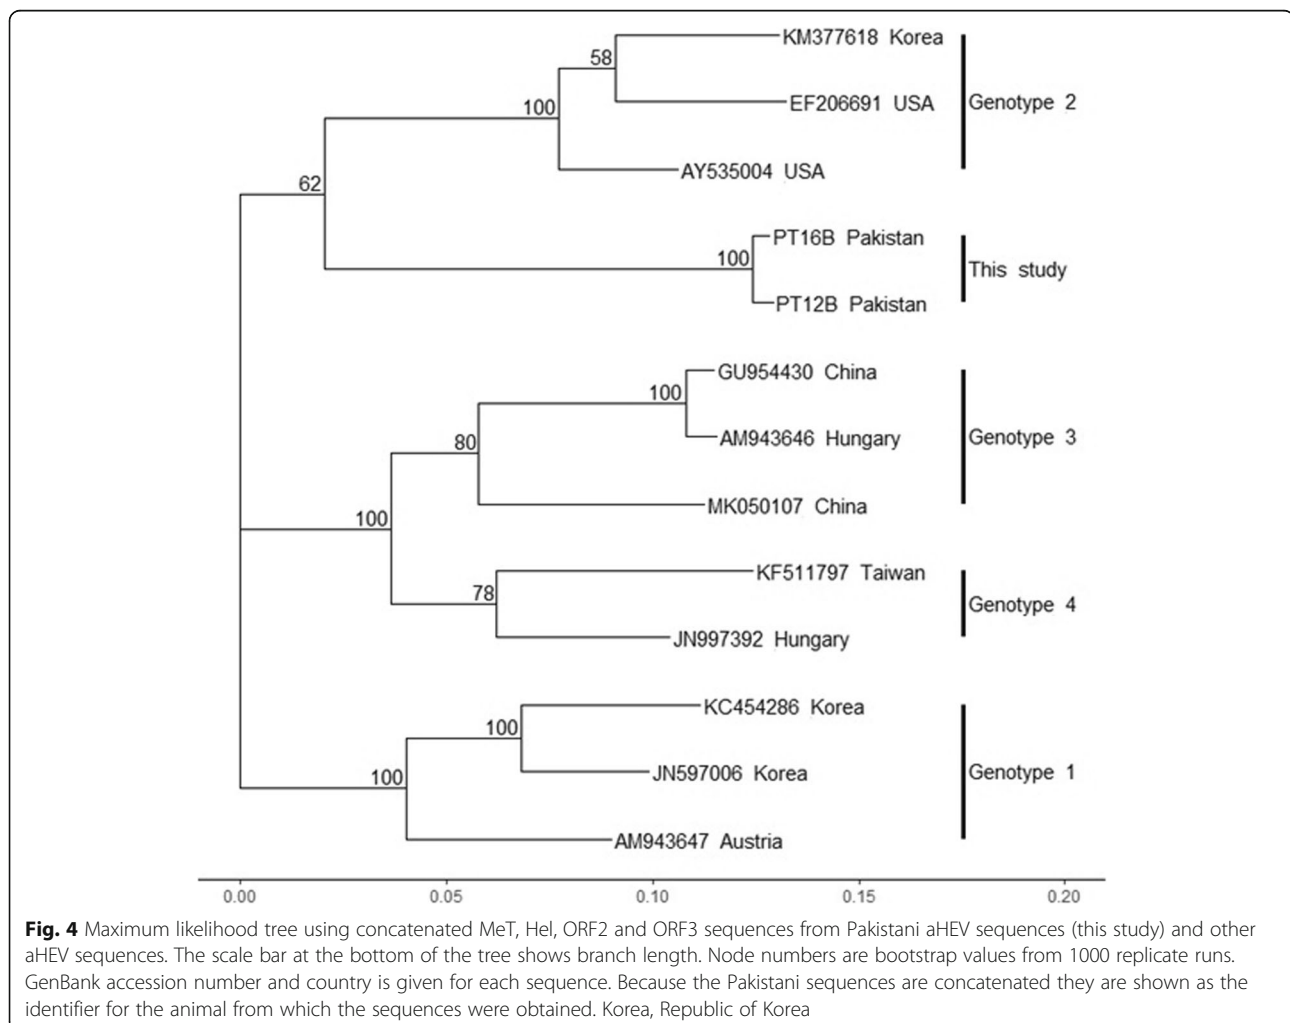 KM377618 Korea
58
EF206691 USA
Genotype 2
100
AY535004 USA
62
PT16B Pakistan
100
This study
PT12B Pakistan
GU954430 China
100
AM943646 Hungary
Genotype 3
80
MK050107 China
100
KF511797 Taiwan
78
Genotype 4
JN997392 Hungary
KC454286 Korea
100
JN597006 Korea
Genotype 1
100
AM943647 Austria
0.00 0.05 0.10 0.15 0.20
Fig. 4 Maximum likelihood tree using concatenated MeT, Hel, ORF2 and ORF3 sequences from Pakistani aHEV sequences (this study) and other
aHEV sequences. The scale bar at the bottom of the tree shows branch length. Node numbers are bootstrap values from 1000 replicate runs.
GenBank accession number and country is given for each sequence. Because the Pakistani sequences are concatenated they are shown as the
identifier for the animal from which the sequences were obtained. Korea, Republic of Korea